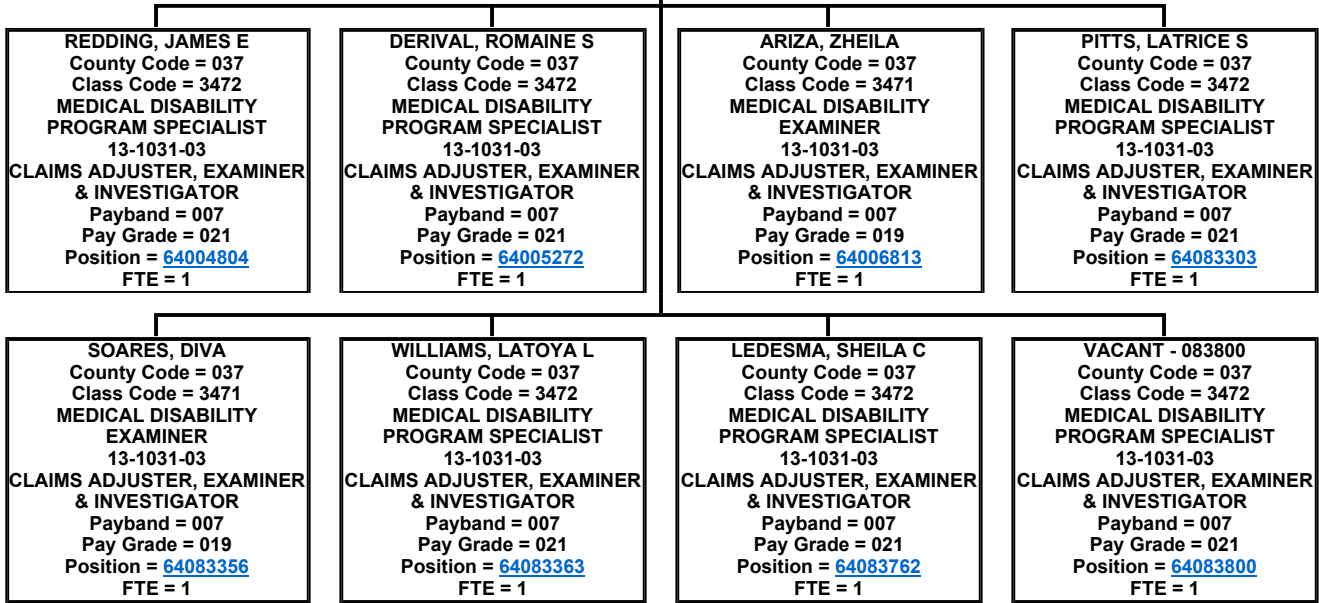 REDDING, JAMES E
County Code = 037
Class Code = 3472
MEDICAL DISABILITY
PROGRAM SPECIALIST
13-1031-03
CLAIMS ADJUSTER, EXAMINER
& INVESTIGATOR
Payband = 007
Pay Grade = 021
Position = 64004804
FTE = 1
DERIVAL, ROMAINE S
County Code = 037
Class Code = 3472
MEDICAL DISABILITY
PROGRAM SPECIALIST
13-1031-03
CLAIMS ADJUSTER, EXAMINER
& INVESTIGATOR
Payband = 007
Pay Grade = 021
Position = 64005272
FTE = 1
ARIZA, ZHEILA
County Code = 037
Class Code = 3471
MEDICAL DISABILITY
EXAMINER
13-1031-03
CLAIMS ADJUSTER, EXAMINER
& INVESTIGATOR
Payband = 007
Pay Grade = 019
Position = 64006813
FTE = 1
PITTS, LATRICE S
County Code = 037
Class Code = 3472
MEDICAL DISABILITY
PROGRAM SPECIALIST
13-1031-03
CLAIMS ADJUSTER, EXAMINER
& INVESTIGATOR
Payband = 007
Pay Grade = 021
Position = 64083303
FTE = 1
SOARES, DIVA
County Code = 037
Class Code = 3471
MEDICAL DISABILITY
EXAMINER
13-1031-03
CLAIMS ADJUSTER, EXAMINER
& INVESTIGATOR
Payband = 007
Pay Grade = 019
Position = 64083356
FTE = 1
WILLIAMS, LATOYA L
County Code = 037
Class Code = 3472
MEDICAL DISABILITY
PROGRAM SPECIALIST
13-1031-03
CLAIMS ADJUSTER, EXAMINER
& INVESTIGATOR
Payband = 007
Pay Grade = 021
Position = 64083363
FTE = 1
LEDESMA, SHEILA C
County Code = 037
Class Code = 3472
MEDICAL DISABILITY
PROGRAM SPECIALIST
13-1031-03
CLAIMS ADJUSTER, EXAMINER
& INVESTIGATOR
Payband = 007
Pay Grade = 021
Position = 64083762
FTE = 1
VACANT - 083800
County Code = 037
Class Code = 3472
MEDICAL DISABILITY
PROGRAM SPECIALIST
13-1031-03
CLAIMS ADJUSTER, EXAMINER
& INVESTIGATOR
Payband = 007
Pay Grade = 021
Position = 64083800
FTE = 1